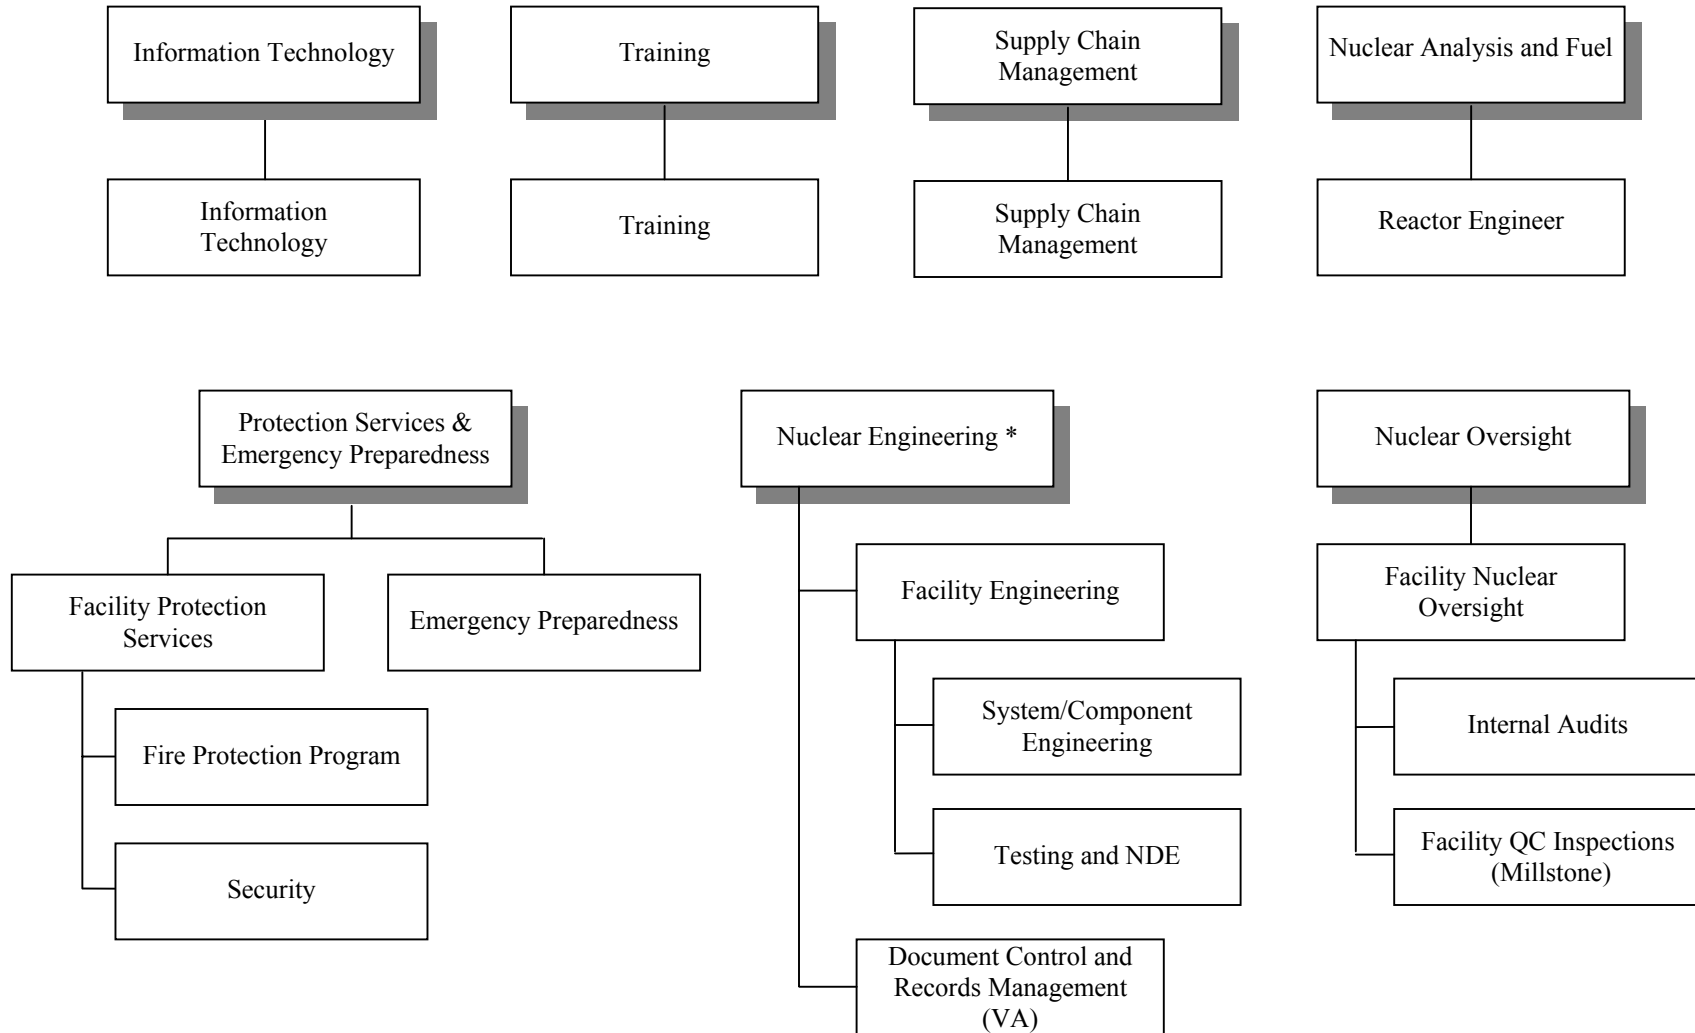 Information Technology
Training
Supply Chain
Management
Nuclear Analysis and Fuel
Information
Technology
Training
Supply Chain
Management
Reactor Engineer
Protection Services &
Emergency Preparedness
Nuclear Engineering *
Nuclear Oversight
Facility Protection
Services
Emergency Preparedness
Facility Engineering
Facility Nuclear
Oversight
Fire Protection Program
System/Component
Engineering
Internal Audits
Security
Testing and NDE
Facility QC Inspections
(Millstone)
Document Control and
Records Management
(VA)